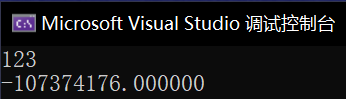 C:\ Microsoft Visual Studio 调试控制台
123
-107374176.000000